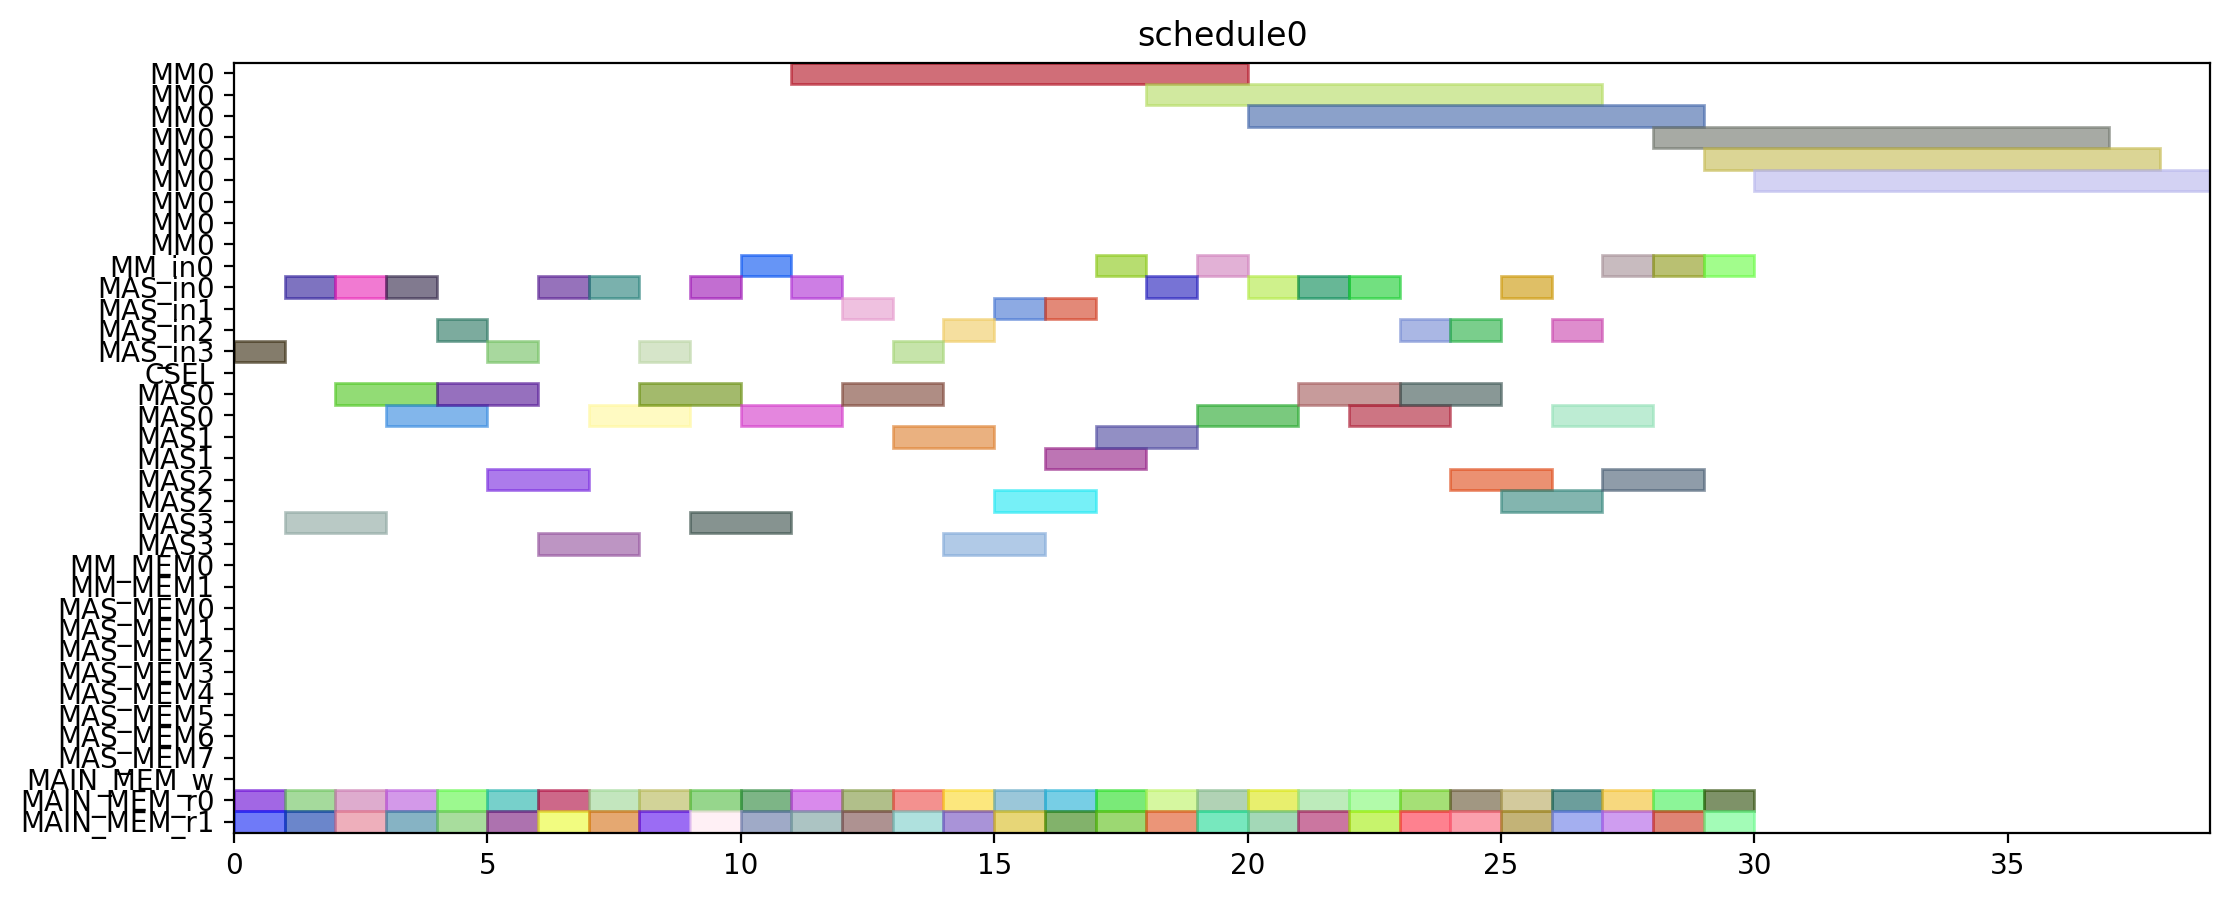 schedule0
MM0
MM0
MM0
MM0
MM0
MM0
MM0
MM0
MM0
MM_in0
MAS_in0
MAS_in1
MAS_in2
MAS_in3
CSEL
MAS0
MAS0
MAS1
MAS1
MAS2
MAS2
MAS3
MAS3
MM_MEM0
MM_MEM1
MAS_MEM0
MAS_MEM1
MAS_MEM2
MAS_MEM3
MAS_MEM4
MAS_MEM5
MAS_MEM6
MAS_MEM7
MAIN_MEM_w
MAIN_MEM_r0
MAIN_MEM_r1
0 5 10 15 20 25 30 35